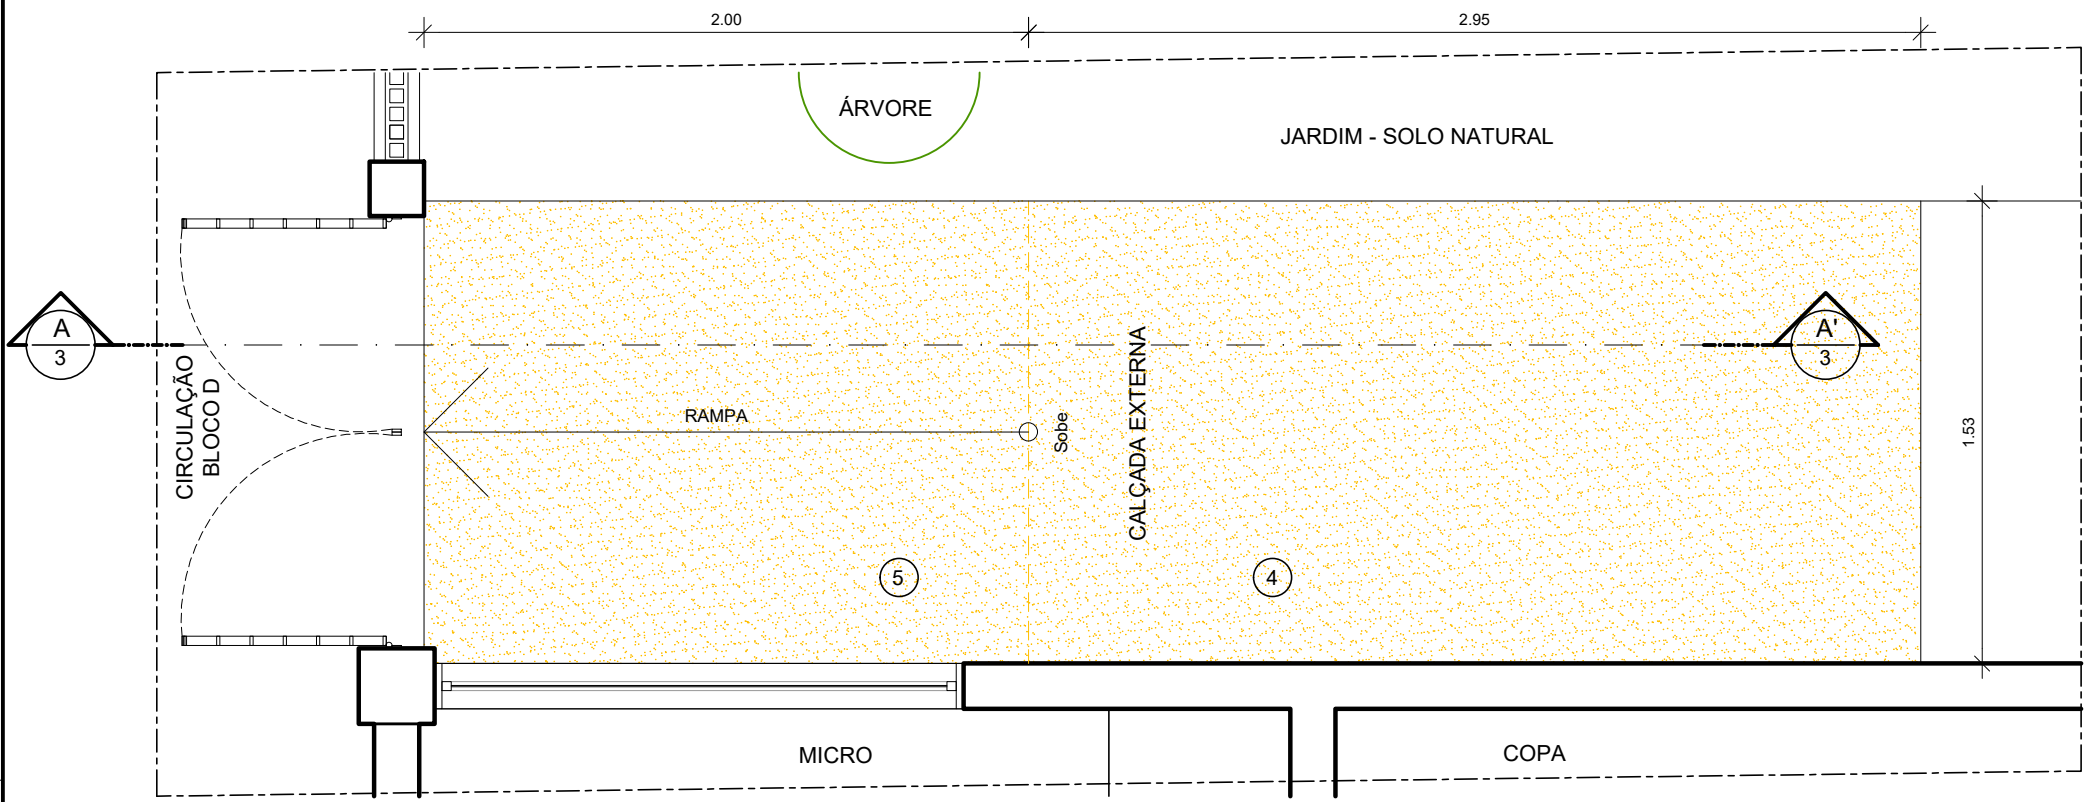 2.00
2.95
ÁRVORE
JARDIM - SOLO NATURAL
A
3
CIRCULAÇÃO
BLOCO D
RAMPA
Sobe
CALÇADA EXTERNA
A'
3
1.53
5
4
MICRO
COPA